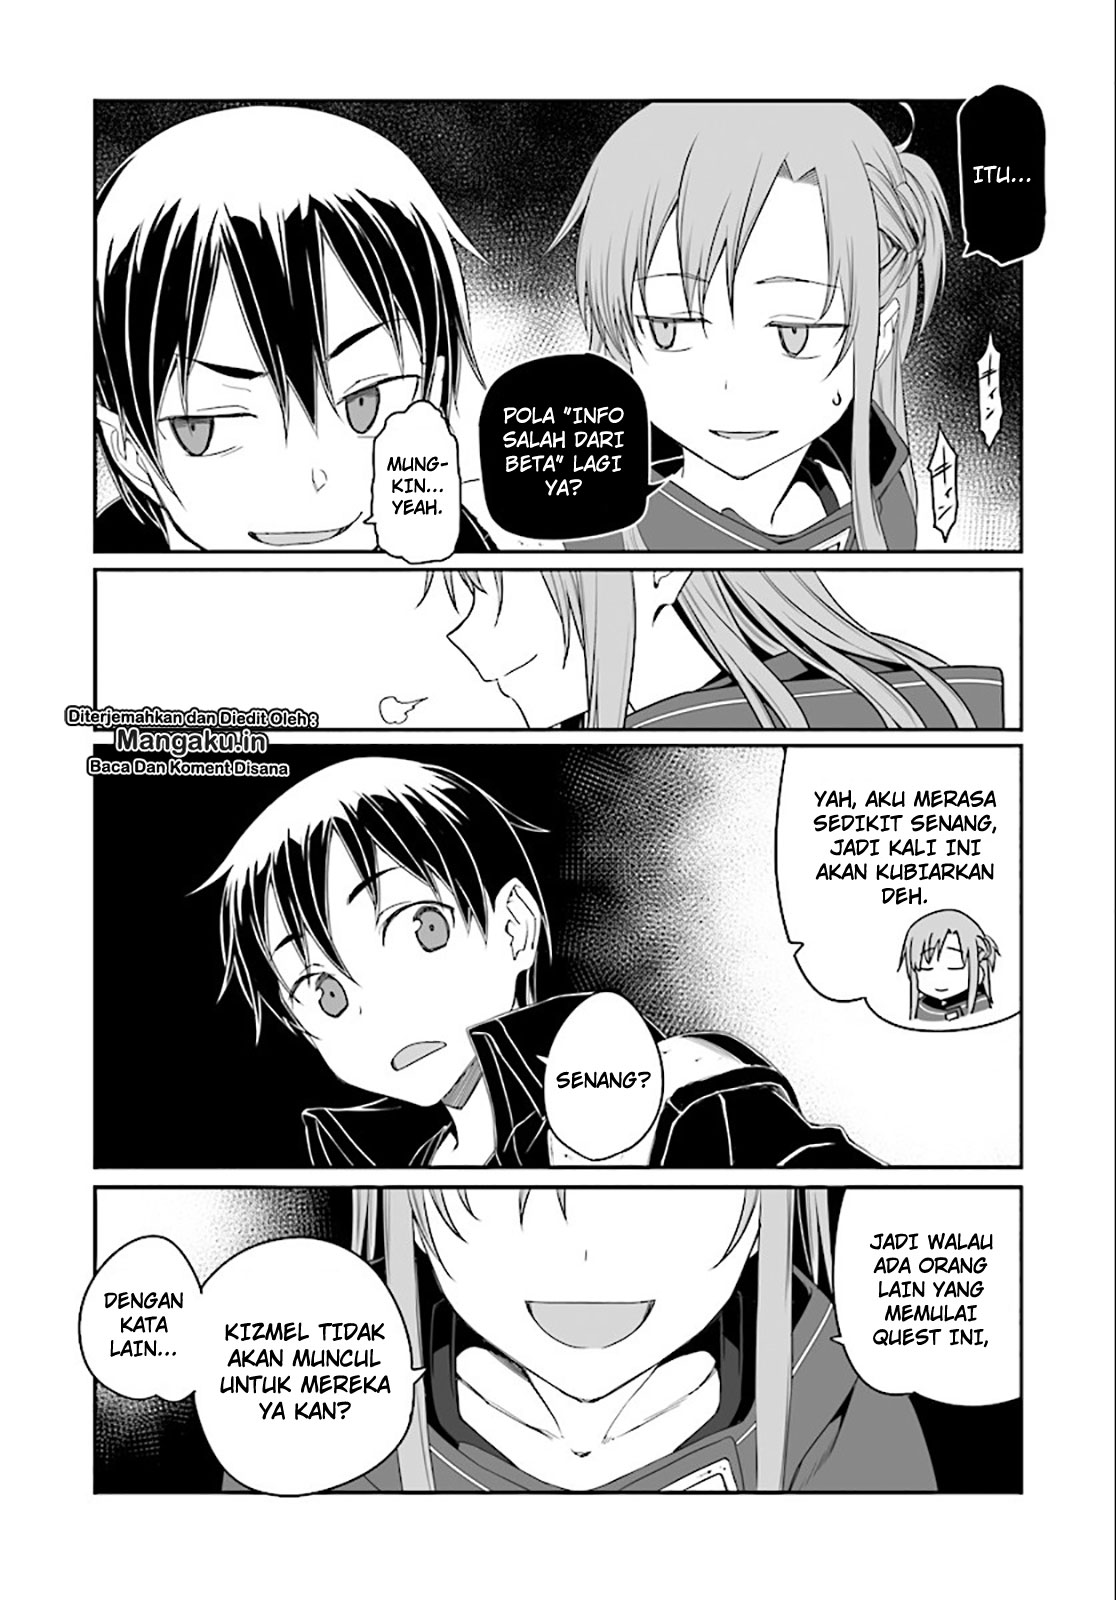 ITU...
POLA "INFO
SALAH DARI
BETA" LAGI
YA?
MUNG-
KIN...
YEAH.
Diterjemahkan dan Diedit Oleh :
Mangaku.in
Baca Dan Koment Disana
YAH, AKU MERASA
SEDIKIT SENANG,
JADI KALI INI
AKAN KUBIARKAN
DEH.
SENANG?
JADI WALAU
ADA ORANG
LAIN YANG
MEMULAI
QUEST INI,
KIZMEL TIDAK
AKAN MUNCUL
UNTUK MEREKA
YA KAN?
DENGAN
KATA
LAIN...